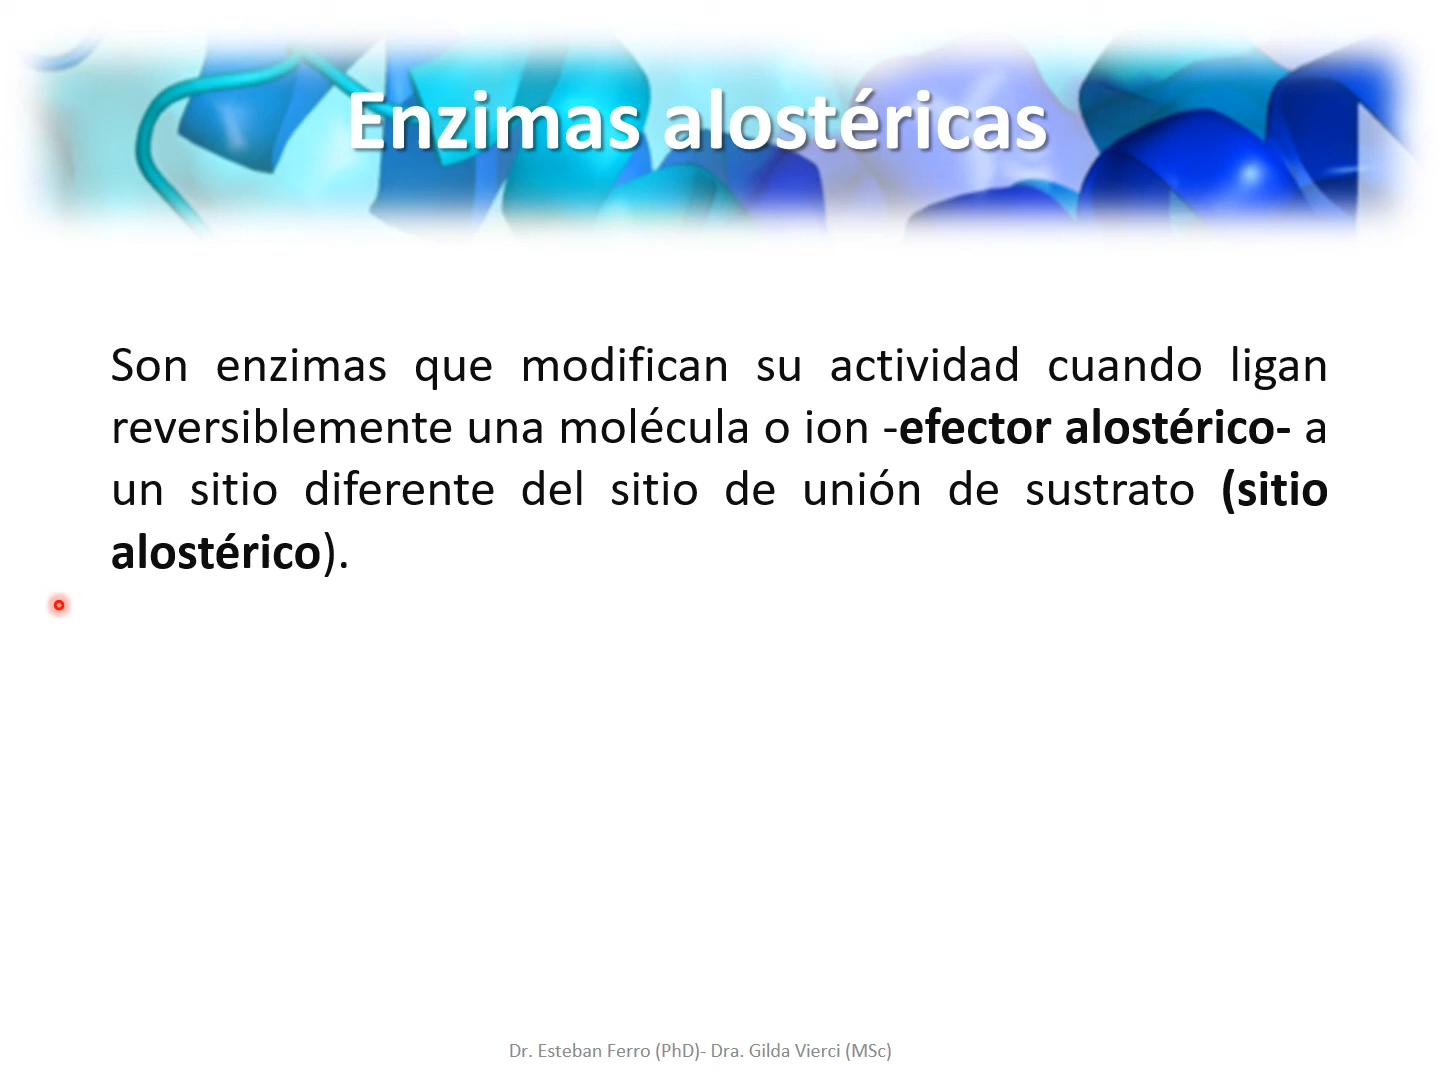 Enzimas alostéricas
Son enzimas que modifican su actividad cuando ligan
reversiblemente una molécula o ion -efector alostérico- a
un sitio diferente del sitio de unión de sustrato (sitio
alostérico).
Dr. Esteban Ferro (PhD)- Dra. Gilda Vierci (MSc)